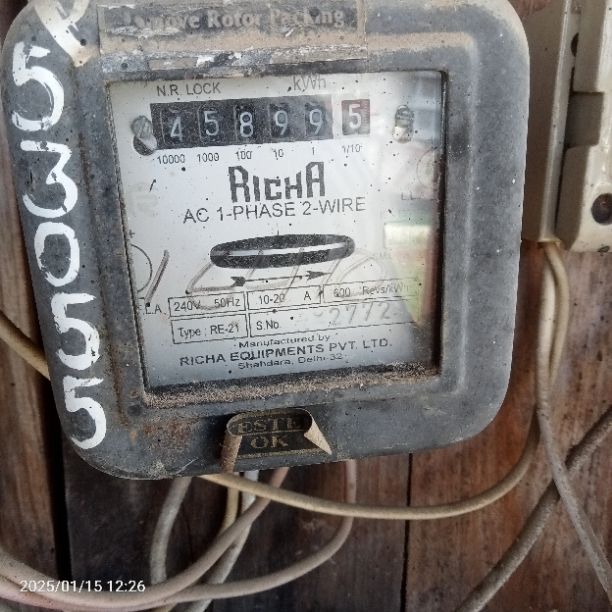 Remove Rotor Packing
N.R. LOCK kWh
4 5 8 9 9 5
10000 1000 100 10 1 1/10
RICHA
AC 1-PHASE 2-WIRE
240V. 50Hz 10-20 A 600 Revs/kWh
Type : RE-21 S.No. 2772
Manufactured by
RICHA EQUIPMENTS PVT. LTD.
Shahdara, Delhi-32
OK
2025/01/15 12:26